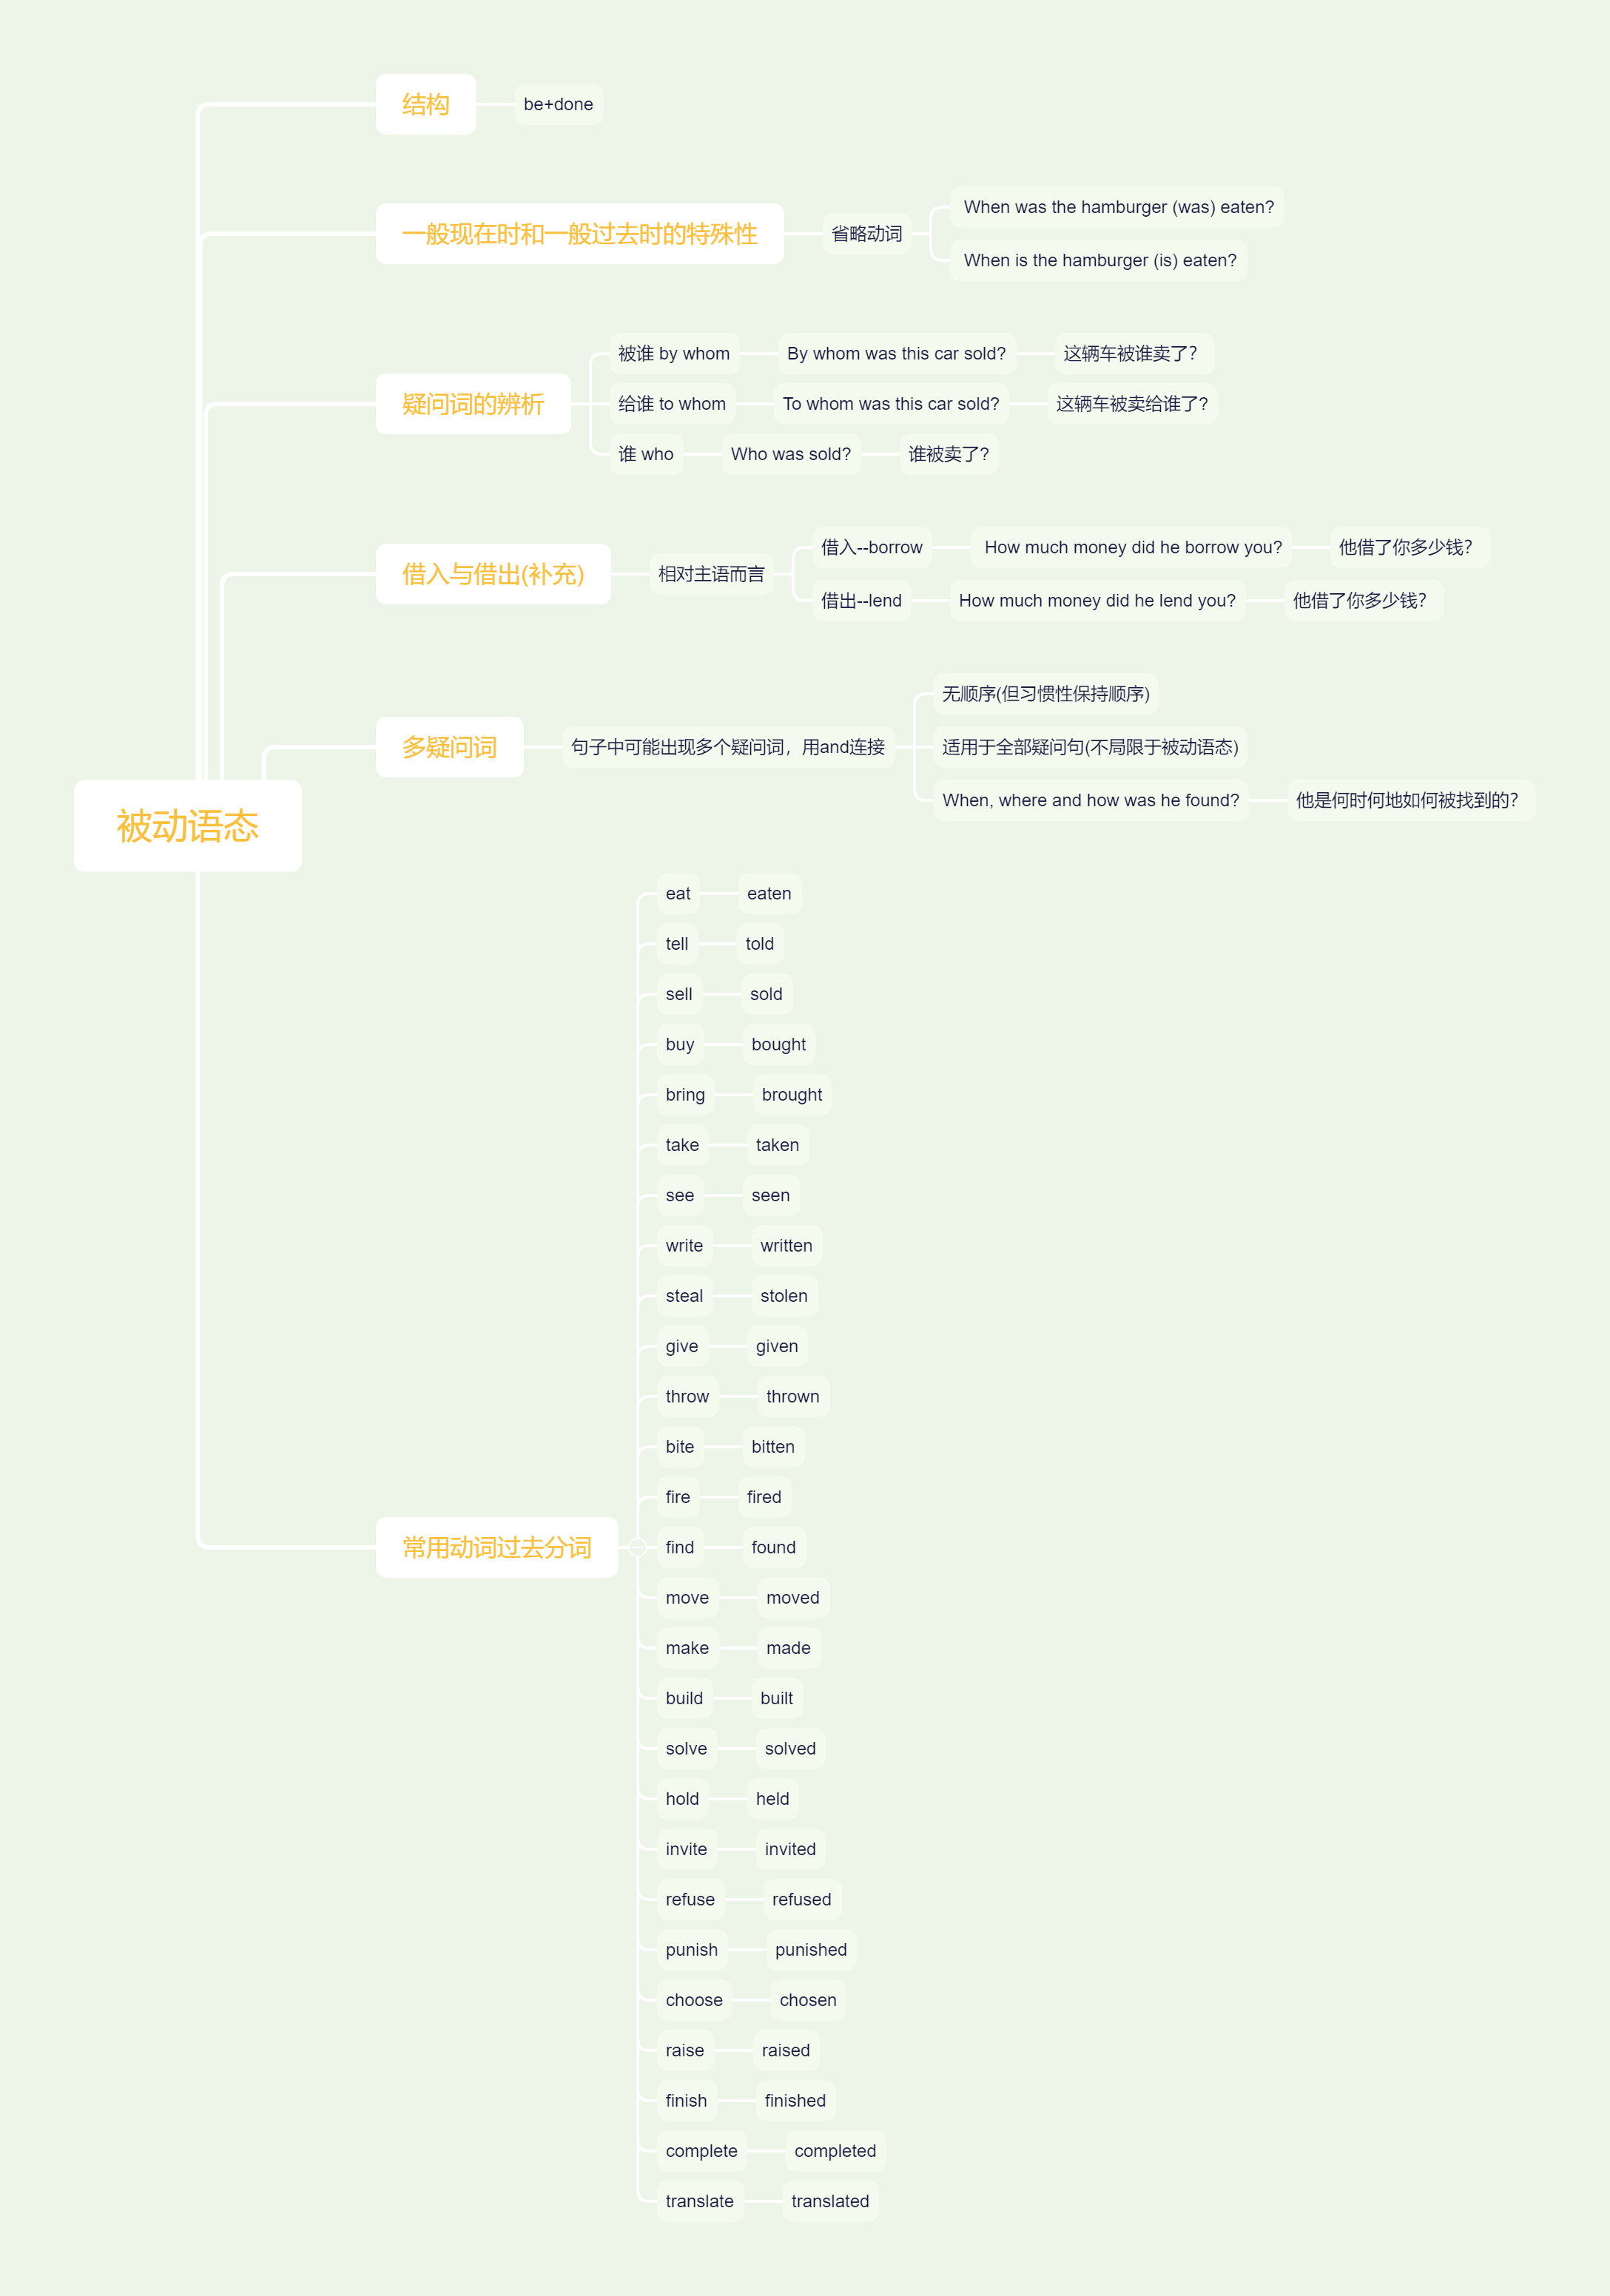 被动语态
结构
be+done
一般现在时和一般过去时的特殊性
省略动词
When was the hamburger (was) eaten?
When is the hamburger (is) eaten?
疑问词的辨析
被谁 by whom
By whom was this car sold?
这辆车被谁卖了?
给谁 to whom
To whom was this car sold?
这辆车被卖给谁了?
谁 who
Who was sold?
谁被卖了?
借入与借出(补充)
相对主语而言
借入--borrow
How much money did he borrow you?
他借了你多少钱?
借出--lend
How much money did he lend you?
他借了你多少钱?
多疑问词
句子中可能出现多个疑问词，用and连接
无顺序(但习惯性保持顺序)
适用于全部疑问句(不局限于被动语态)
When, where and how was he found?
他是何时何地如何被找到的?
常用动词过去分词
eat
eaten
tell
told
sell
sold
buy
bought
bring
brought
take
taken
see
seen
write
written
steal
stolen
give
given
throw
thrown
bite
bitten
fire
fired
find
found
move
moved
make
made
build
built
solve
solved
hold
held
invite
invited
refuse
refused
punish
punished
choose
chosen
raise
raised
finish
finished
complete
completed
translate
translated